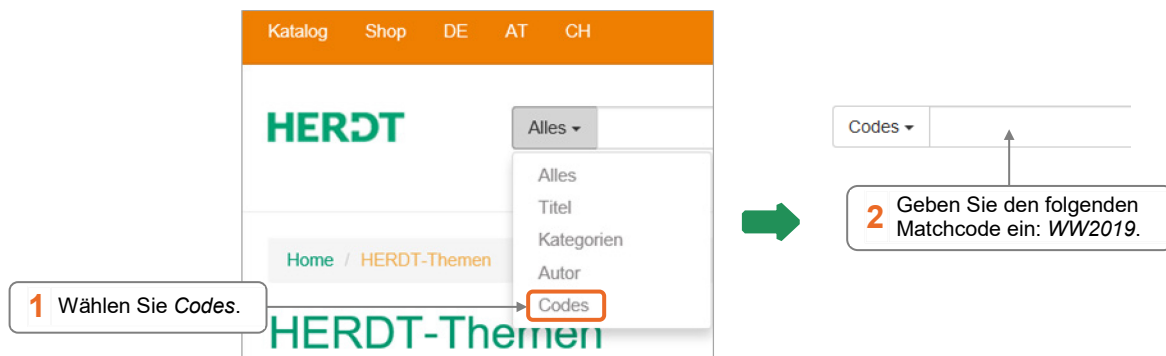 Katalog Shop DE AT CH
HERDT
Alles
Codes
Alles
Titel
Kategorien
Autor
Codes
Home / HERDT-Themen
HERDT-Themen
1 Wählen Sie Codes.
2 Geben Sie den folgenden
Matchcode ein: WW2019.